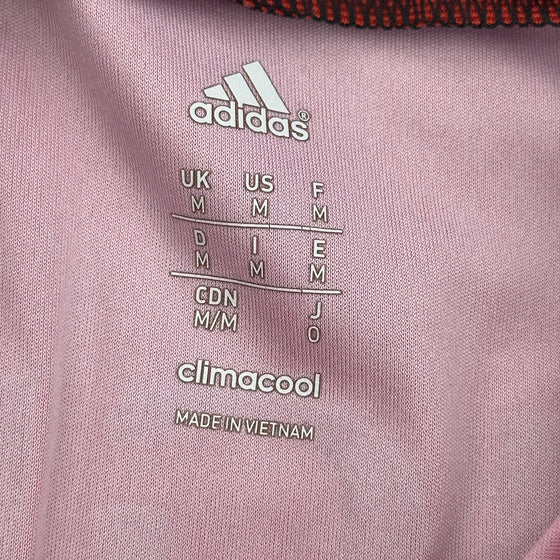 adidas®
UK US F
M M M
D I E
M M M
CDN J
M/M O
climacool
MADE IN VIETNAM